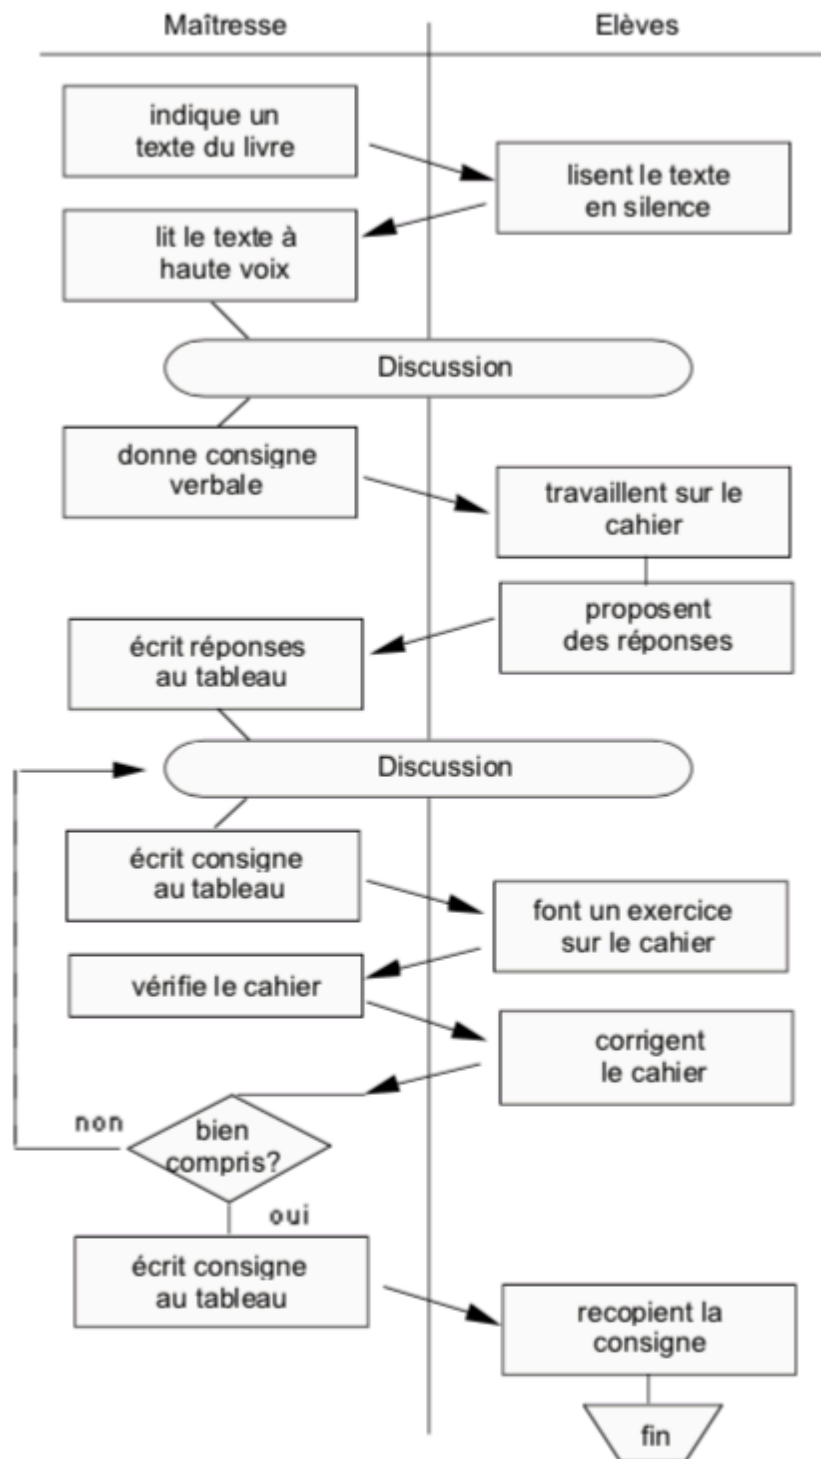 Maîtresse
Elèves
indique un
texte du livre
lisent le texte
en silence
lit le texte à
haute voix
Discussion
donne consigne
verbale
travaillent sur le
cahier
proposent
des réponses
écrit réponses
au tableau
Discussion
écrit consigne
au tableau
font un exercice
sur le cahier
vérifie le cahier
corrigent
le cahier
non
bien
compris?
oui
écrit consigne
au tableau
recopient la
consigne
fin